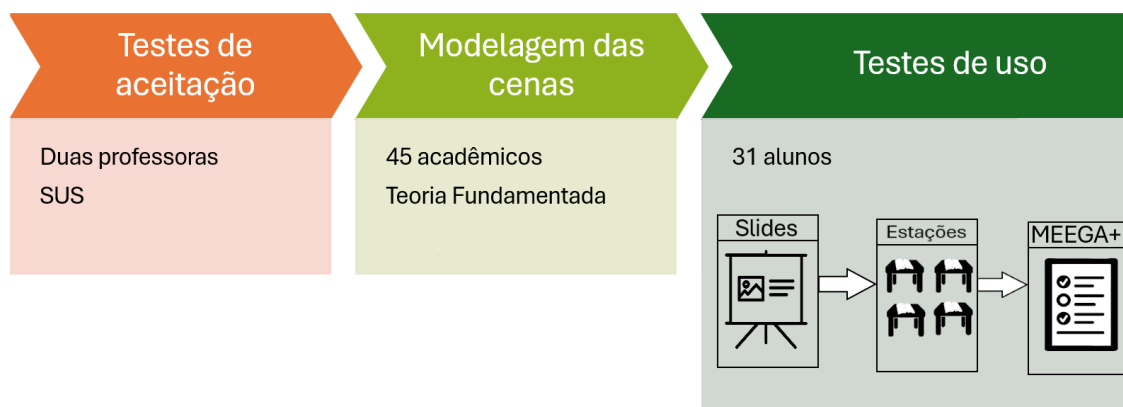 Testes de
aceitação
Duas professoras
SUS
Modelagem das
cenas
45 acadêmicos
Teoria Fundamentada
Testes de uso
31 alunos
Slides
Estações
MEEGA+